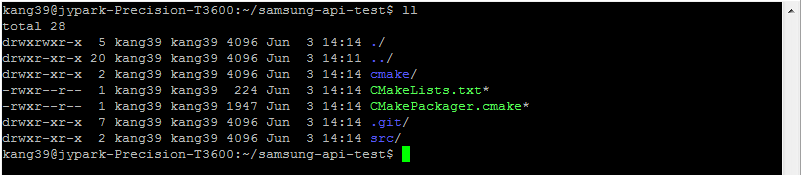 kang39@jypark-Precision-T3600:~/samsung-api-test$ ll
total 28
drwxrwxr-x  5 kang39 kang39 4096 Jun  3 14:14 ./
drwxr-xr-x 20 kang39 kang39 4096 Jun  3 14:11 ../
drwxr-xr-x  2 kang39 kang39 4096 Jun  3 14:14 cmake/
-rwxr--r--  1 kang39 kang39  224 Jun  3 14:14 CMakeLists.txt*
-rwxr--r--  1 kang39 kang39 1947 Jun  3 14:14 CMakePackager.cmake*
drwxr-xr-x  7 kang39 kang39 4096 Jun  3 14:14 .git/
drwxr-xr-x  2 kang39 kang39 4096 Jun  3 14:14 src/
kang39@jypark-Precision-T3600:~/samsung-api-test$